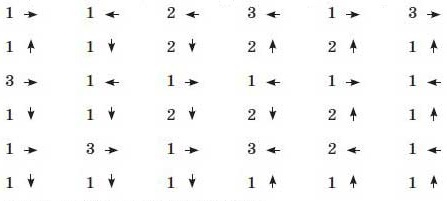 1 → 1 ← 2 ← 3 ← 1 → 3 →
1 ↑ 1 ↓ 2 ↓ 2 ↑ 2 ↑ 1 ↑
3 → 1 ← 1 → 1 ← 1 → 1 ←
1 ↓ 1 ↓ 2 ↓ 2 ↓ 2 ↑ 1 ↑
1 → 3 → 1 → 3 ← 2 ← 1 ←
1 ↓ 1 ↓ 1 ↓ 1 ↑ 1 ↑ 1 ↑